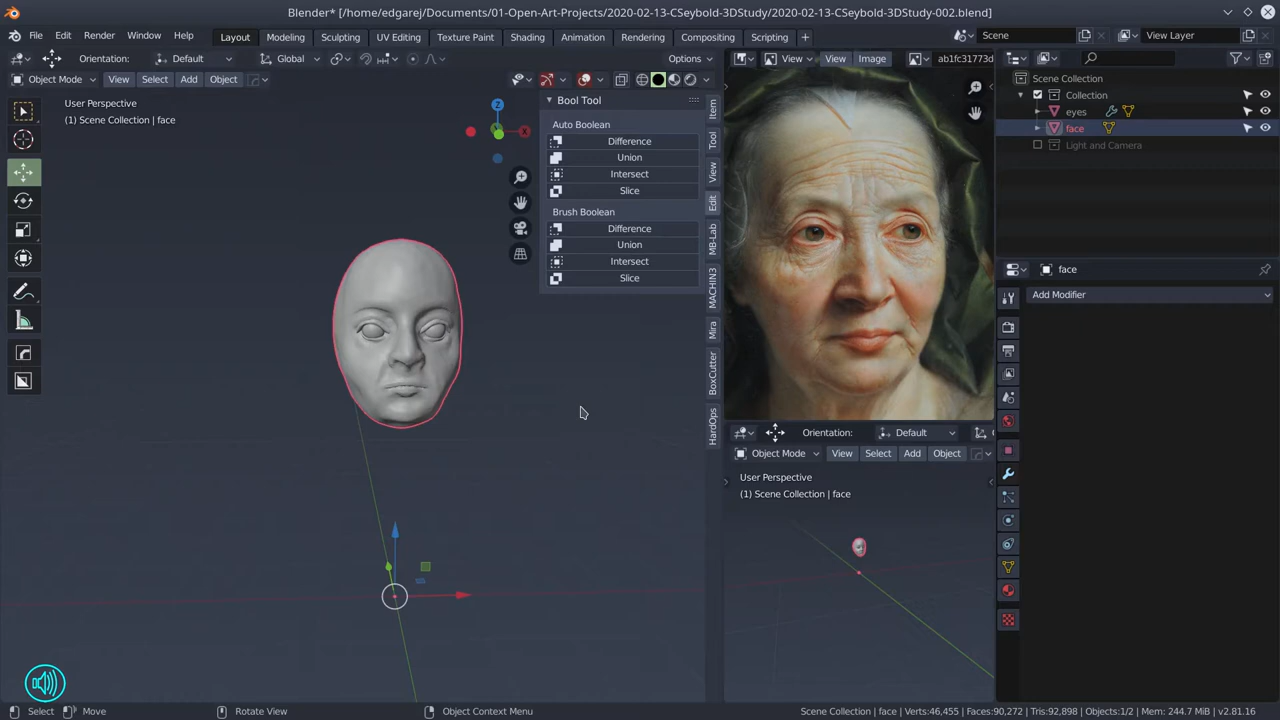 Blender* [/home/edgarej/Documents/01-Open-Art-Projects/2020-02-13-CSeybold-3DStudy/2020-02-13-CSeybold-3DStudy-002.blend]
File Edit Render Window Help Layout Modeling Sculpting UV Editing Texture Paint Shading Animation Rendering Compositing Scripting + Scene View Layer
Orientation: Default Global Options
Object Mode View Select Add Object
User Perspective
(1) Scene Collection | face
Z
X
Bool Tool
Auto Boolean
Difference
Union
Intersect
Slice
Brush Boolean
Difference
Union
Intersect
Slice
Item
Tool
View
Edit
MB-Lab
MACHIN3
Mira
BoxCutter
HardOps
View View Image ab1fc31773d
Orientation: Default
Object Mode View Select Add Object
User Perspective
(1) Scene Collection | face
Scene Collection
Collection
eyes
face
Light and Camera
face
Add Modifier
Select Move Rotate View Object Context Menu
Scene Collection | face | Verts:46,455 | Faces:90,272 | Tris:92,898 | Objects:1/2 | Mem: 244.7 MiB | v2.81.16